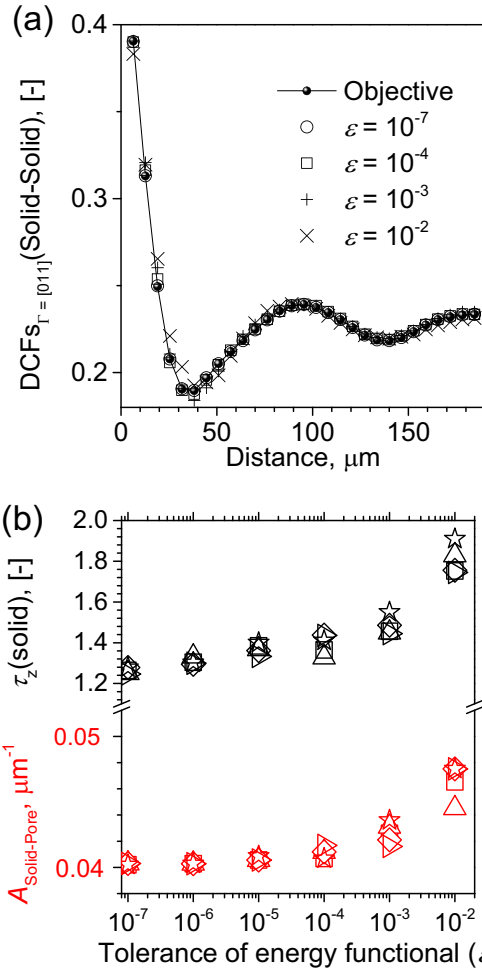 (a)
0.4
0.3
0.2
DCFs_Γ = [011](Solid-Solid), [-]
Objective
ε = 10^-7
ε = 10^-4
ε = 10^-3
ε = 10^-2
0 50 100 150
Distance, μm
(b)
2.0
1.8
1.6
1.4
1.2
τ_z(solid), [-]
0.05
0.04
A_Solid-Pore, μm^-1
10^-7 10^-6 10^-5 10^-4 10^-3 10^-2
Tolerance of energy functional (